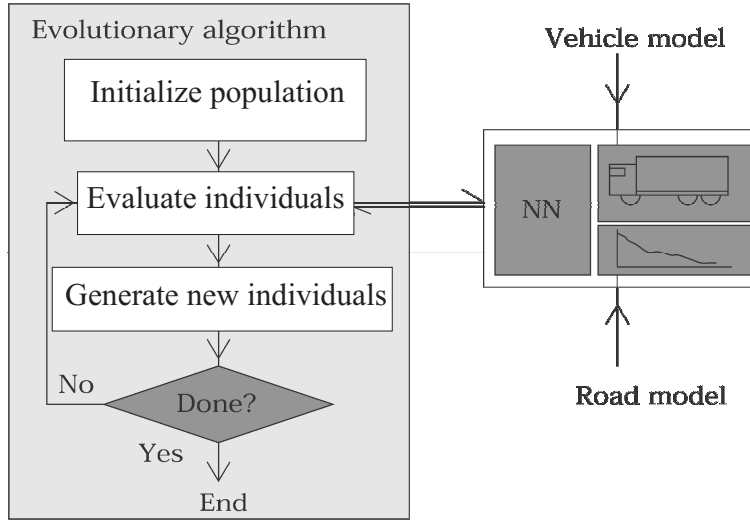 Evolutionary algorithm
Initialize population
Evaluate individuals
Generate new individuals
Done?
No
Yes
End
Vehicle model
NN
Road model